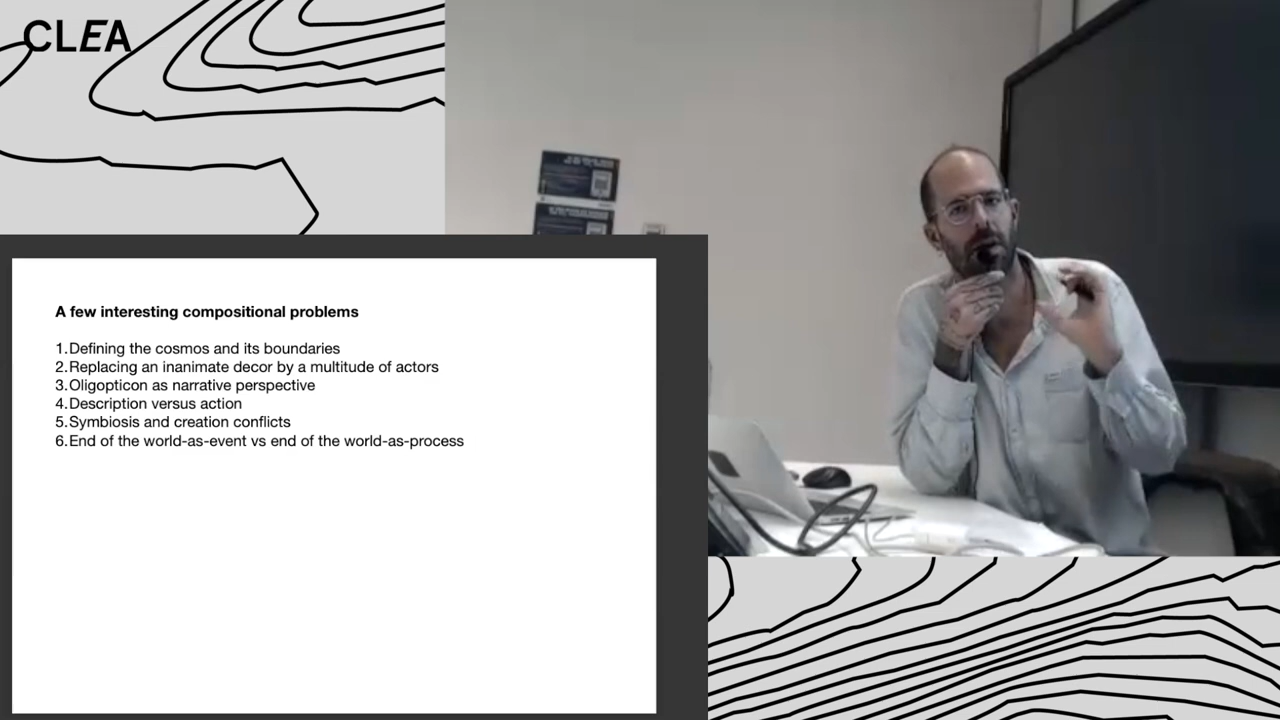 CLEA
A few interesting compositional problems
1.Defining the cosmos and its boundaries
2.Replacing an inanimate decor by a multitude of actors
3.Oligopticon as narrative perspective
4.Description versus action
5.Symbiosis and creation conflicts
6.End of the world-as-event vs end of the world-as-process